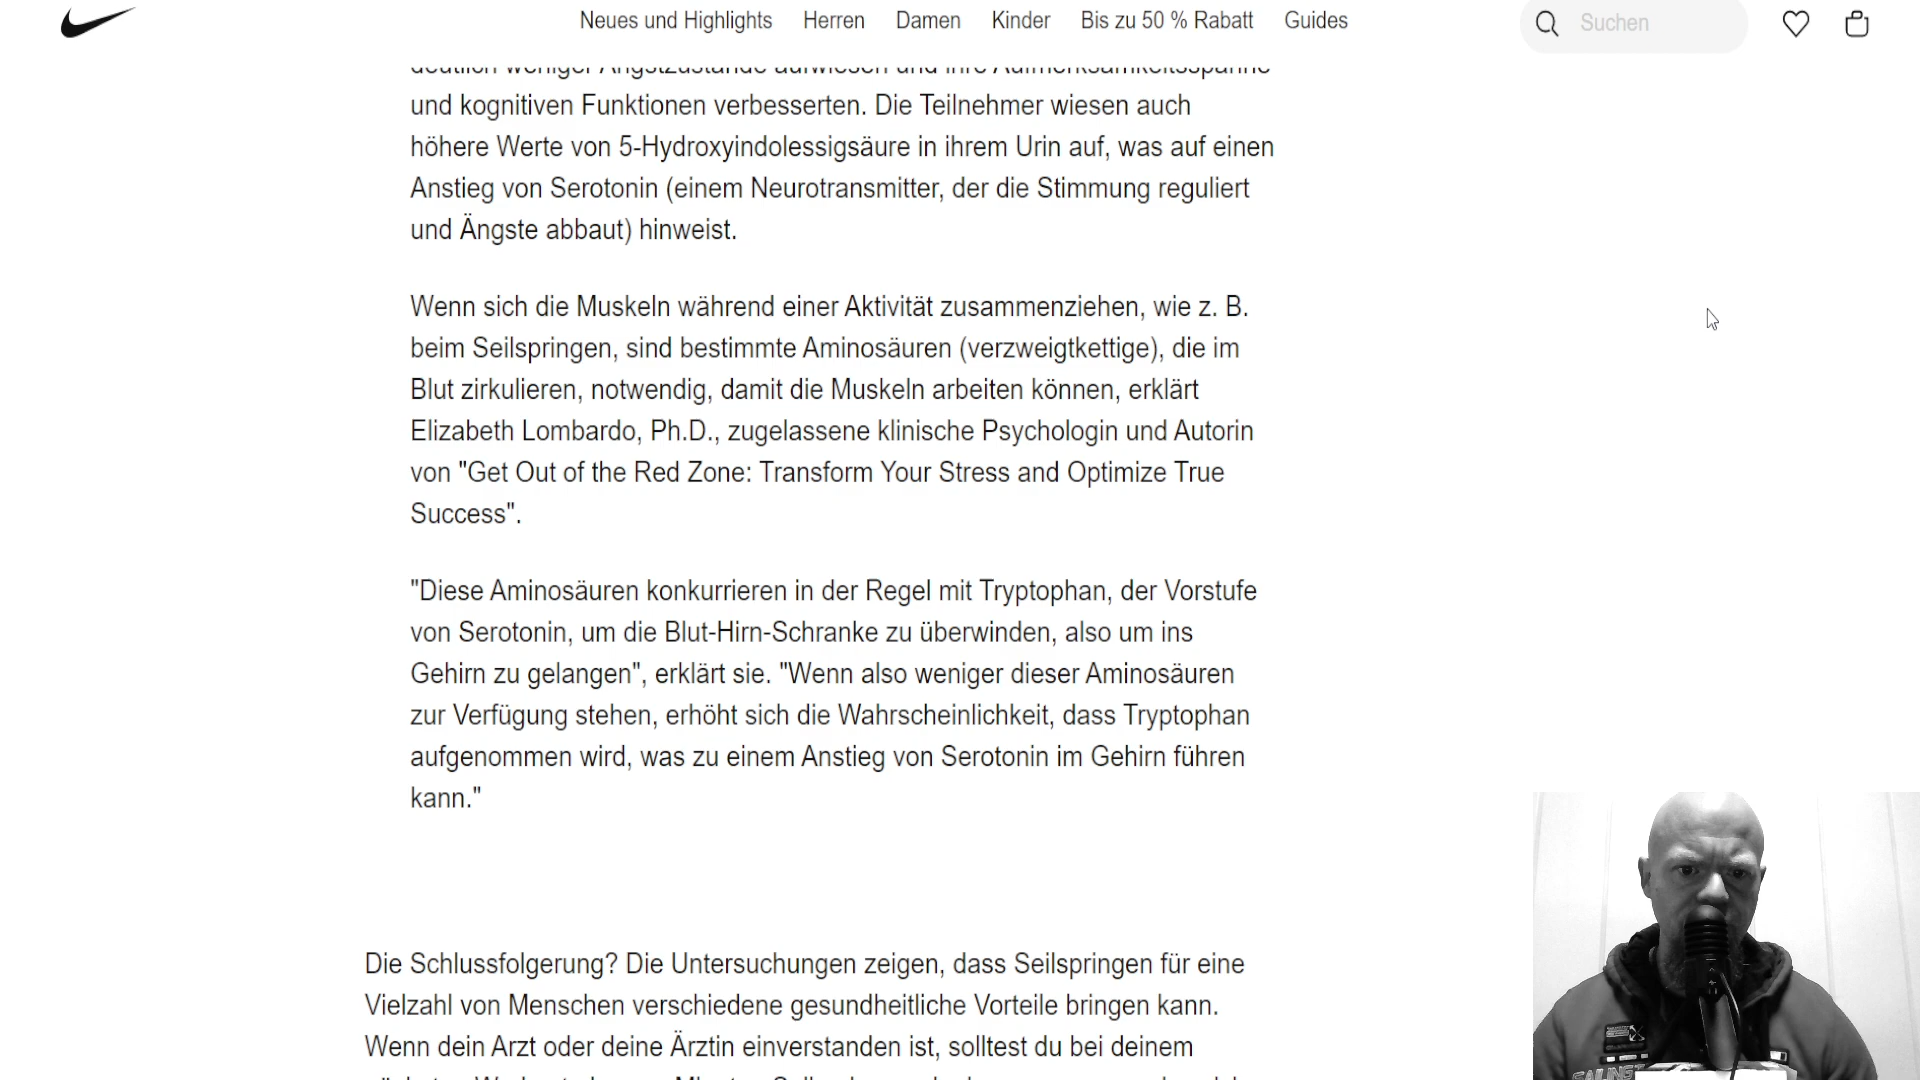 Neues und Highlights Herren Damen Kinder Bis zu 50 % Rabatt Guides Suchen
deutlich weniger Angstzustände aufwiesen und ihre Aufmerksamkeitsspanne
und kognitiven Funktionen verbesserten. Die Teilnehmer wiesen auch
höhere Werte von 5-Hydroxyindolessigsäure in ihrem Urin auf, was auf einen
Anstieg von Serotonin (einem Neurotransmitter, der die Stimmung reguliert
und Ängste abbaut) hinweist.
Wenn sich die Muskeln während einer Aktivität zusammenziehen, wie z. B.
beim Seilspringen, sind bestimmte Aminosäuren (verzweigtkettige), die im
Blut zirkulieren, notwendig, damit die Muskeln arbeiten können, erklärt
Elizabeth Lombardo, Ph.D., zugelassene klinische Psychologin und Autorin
von "Get Out of the Red Zone: Transform Your Stress and Optimize True
Success".
"Diese Aminosäuren konkurrieren in der Regel mit Tryptophan, der Vorstufe
von Serotonin, um die Blut-Hirn-Schranke zu überwinden, also um ins
Gehirn zu gelangen", erklärt sie. "Wenn also weniger dieser Aminosäuren
zur Verfügung stehen, erhöht sich die Wahrscheinlichkeit, dass Tryptophan
aufgenommen wird, was zu einem Anstieg von Serotonin im Gehirn führen
kann."
Die Schlussfolgerung? Die Untersuchungen zeigen, dass Seilspringen für eine
Vielzahl von Menschen verschiedene gesundheitliche Vorteile bringen kann.
Wenn dein Arzt oder deine Ärztin einverstanden ist, solltest du bei deinem